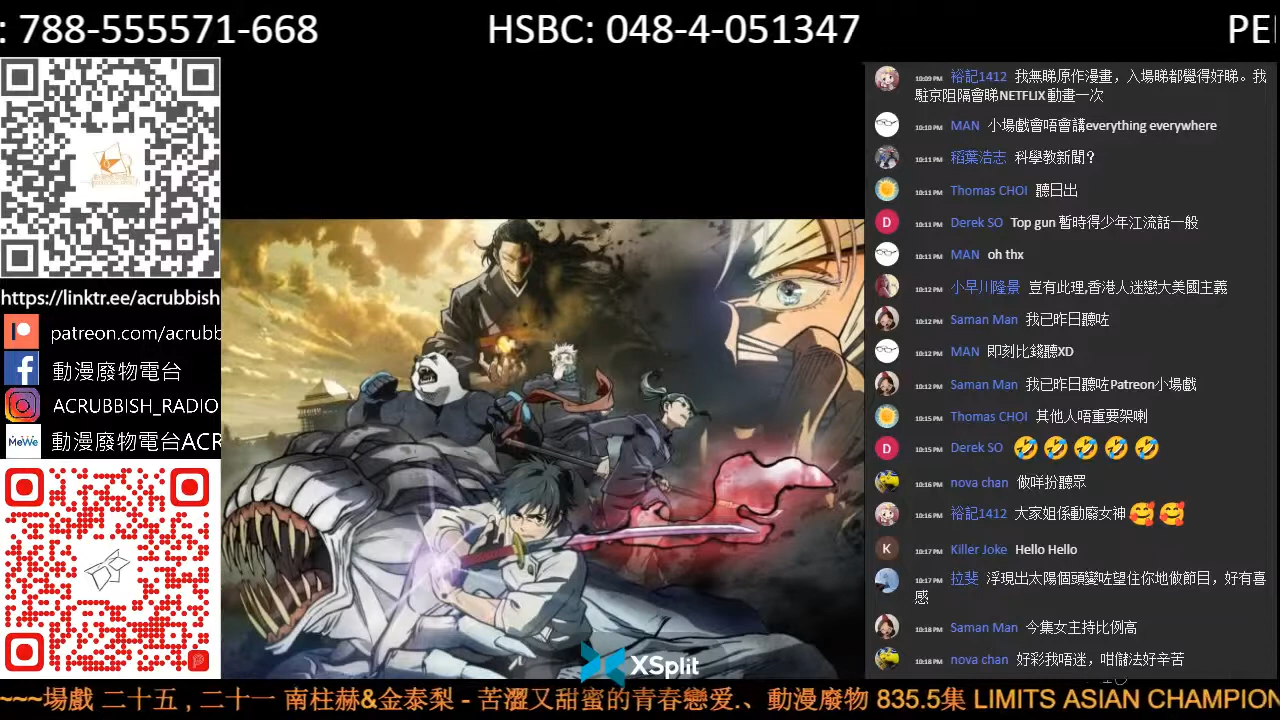 : 788-555571-668
HSBC: 048-4-051347
PE
https://linktr.ee/acrubbish
patreon.com/acrubb
動漫廢物電台
ACRUBBISH_RADIO
MeWe
動漫廢物電台ACR
10:09 PM 裕記1412 我無睇原作漫畫，入場睇都覺得好睇。我
駐京阻隔會睇NETFLIX動畫一次
10:10 PM MAN 小場戲會唔會講everything everywhere
10:11 PM 稻葉浩志 科學教新聞？
10:11 PM Thomas CHOI 聽日出
D
10:11 PM Derek SO Top gun 暫時得少年江流話一般
10:11 PM MAN oh thx
10:12 PM 小早川隆景 豈有此理,香港人迷戀大美國主義
10:12 PM Saman Man 我已昨日聽咗
10:12 PM MAN 即刻比錢聽XD
10:12 PM Saman Man 我已昨日聽咗Patreon小場戲
10:15 PM Thomas CHOI 其他人唔重要架喇
D
10:15 PM Derek SO 🤣🤣🤣🤣🤣
10:16 PM nova chan 做咩扮聽眾
10:16 PM 裕記1412 大家姐係動廢女神🥰🥰
K
10:17 PM Killer Joke Hello Hello
10:17 PM 拉斐 浮現出太陽個頭變咗望住你地做節目，好有喜
感
10:18 PM Saman Man 今集女主持比例高
10:18 PM nova chan 好彩我唔迷，咁儲法好辛苦
XSplit
~~~場戲 二十五 , 二十一 南柱赫&金泰梨 - 苦澀又甜蜜的青春戀愛.、動漫廢物 835.5集 LIMITS ASIAN CHAMPION